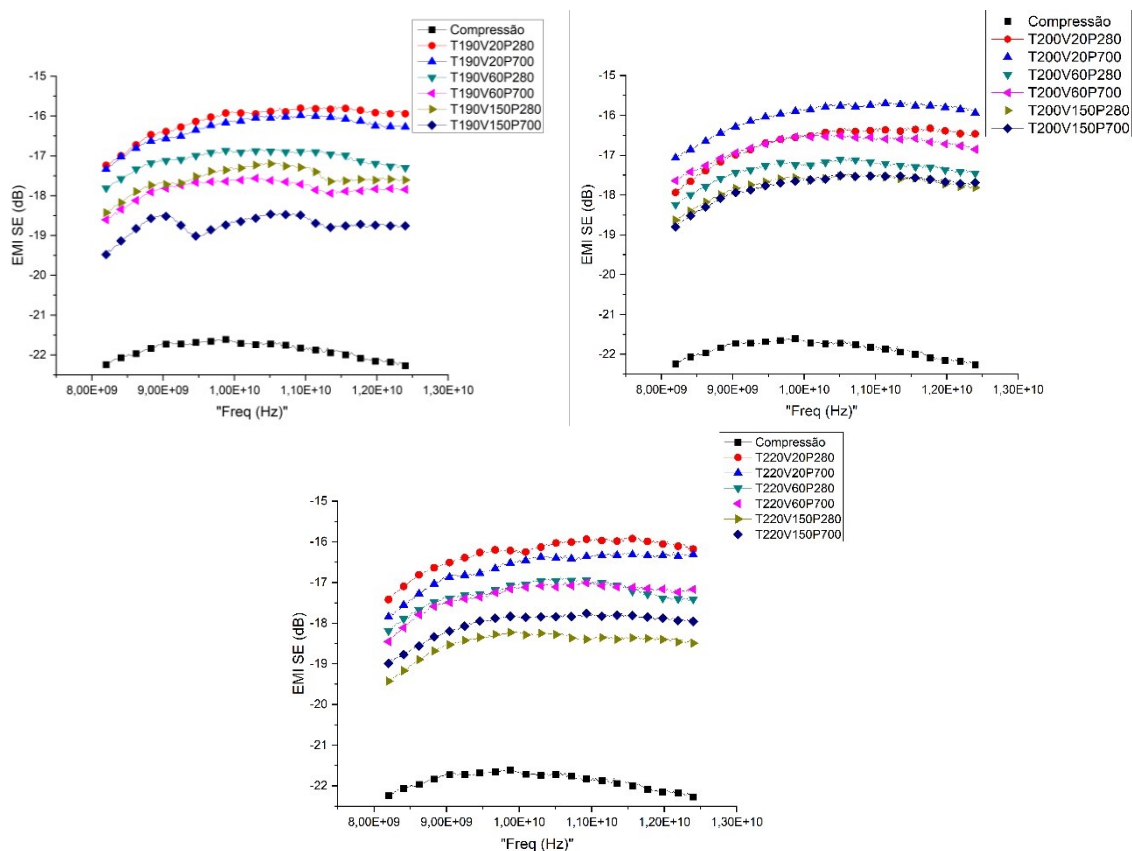 Compressão
T190V20P280
T190V20P700
T190V60P280
T190V60P700
T190V150P280
T190V150P700
-15
-16
-17
-18
-19
-20
-21
-22
EMI SE (dB)
8,00E+09 9,00E+09 1,00E+10 1,10E+10 1,20E+10 1,30E+10
"Freq (Hz)"
Compressão
T200V20P280
T200V20P700
T200V60P280
T200V60P700
T200V150P280
T200V150P700
-15
-16
-17
-18
-19
-20
-21
-22
EMI SE (dB)
8,00E+09 9,00E+09 1,00E+10 1,10E+10 1,20E+10 1,30E+10
"Freq (Hz)"
Compressão
T220V20P280
T220V20P700
T220V60P280
T220V60P700
T220V150P280
T220V150P700
-15
-16
-17
-18
-19
-20
-21
-22
EMI SE (dB)
8,00E+09 9,00E+09 1,00E+10 1,10E+10 1,20E+10 1,30E+10
"Freq (Hz)"